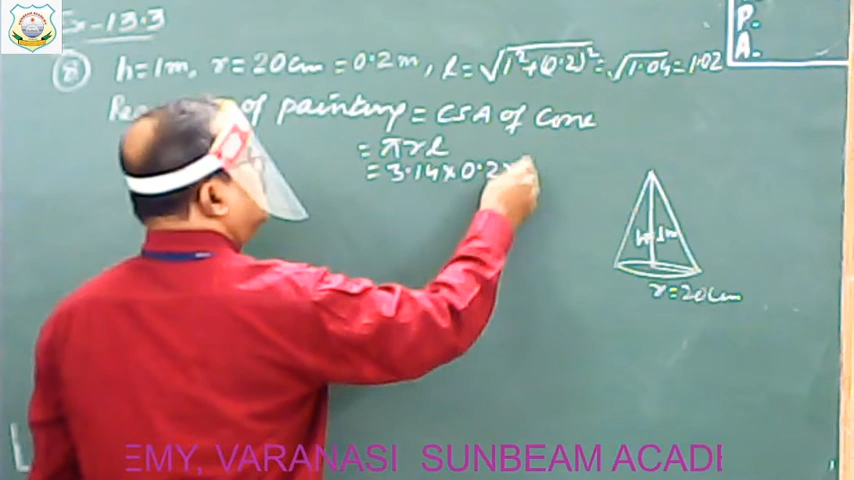 Ex-13.3
P.
A.
(8) h=1m, r=20cm=0.2m, l=√1²+(0.2)²=√1.04=1.02
of painting = CSA of Cone
= πrl
= 3.14×0.2×
h=1m
r=20cm
EMY, VARANASI SUNBEAM ACADE